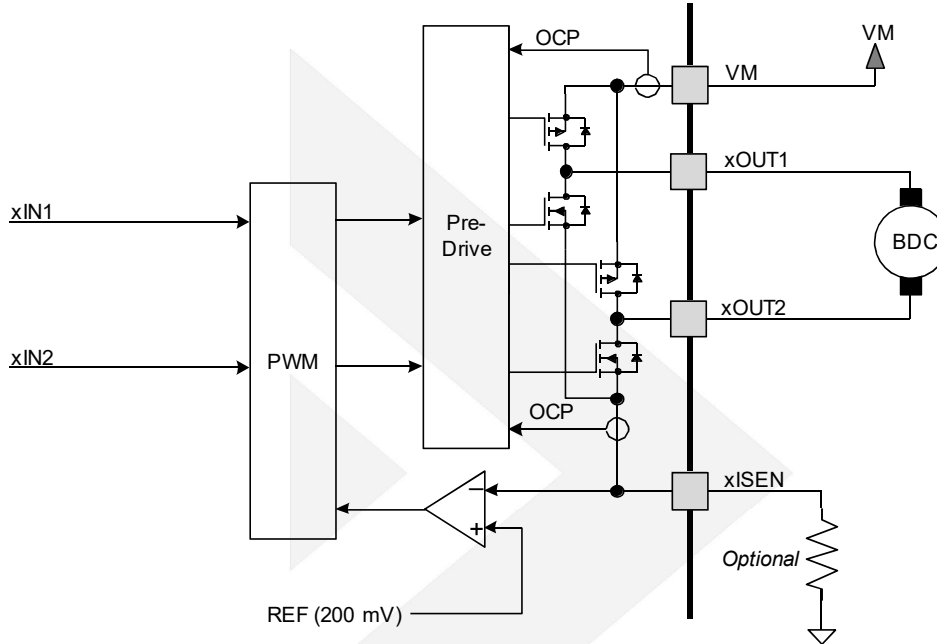 OCP
VM
VM
xIN1
xOUT1
Pre-
Drive
BDC
xIN2
PWM
xOUT2
OCP
xISEN
−
+
Optional
REF (200 mV)